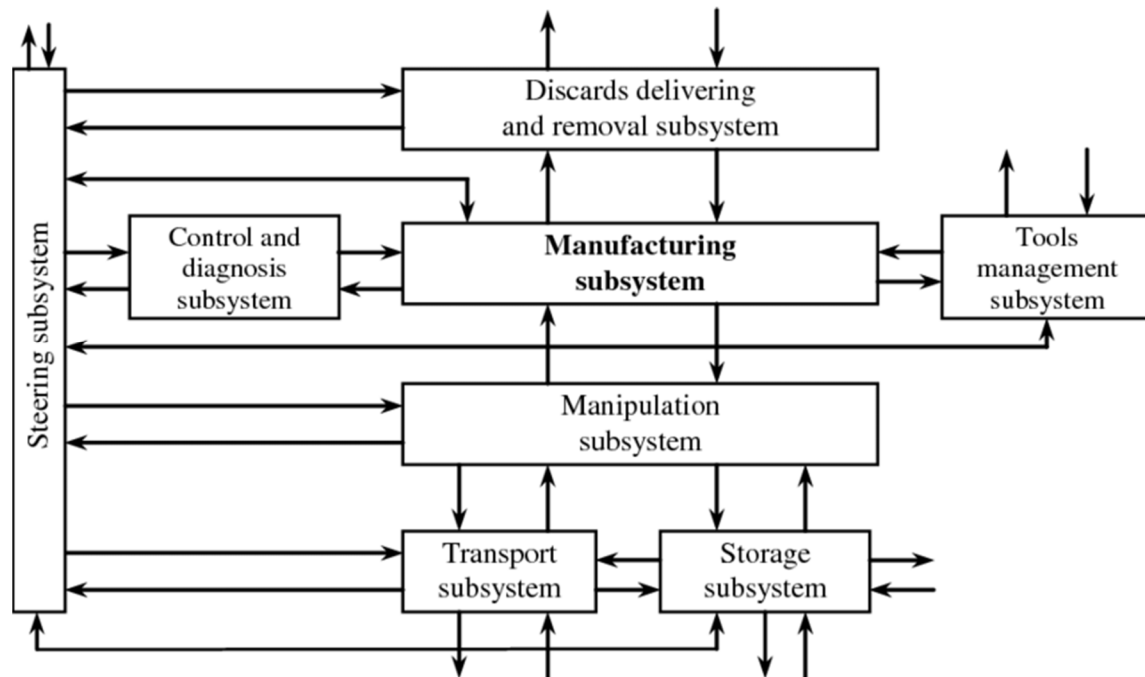 Discards delivering
and removal subsystem
Steering subsystem
Control and
diagnosis
subsystem
Manufacturing
subsystem
Tools
management
subsystem
Manipulation
subsystem
Transport
subsystem
Storage
subsystem